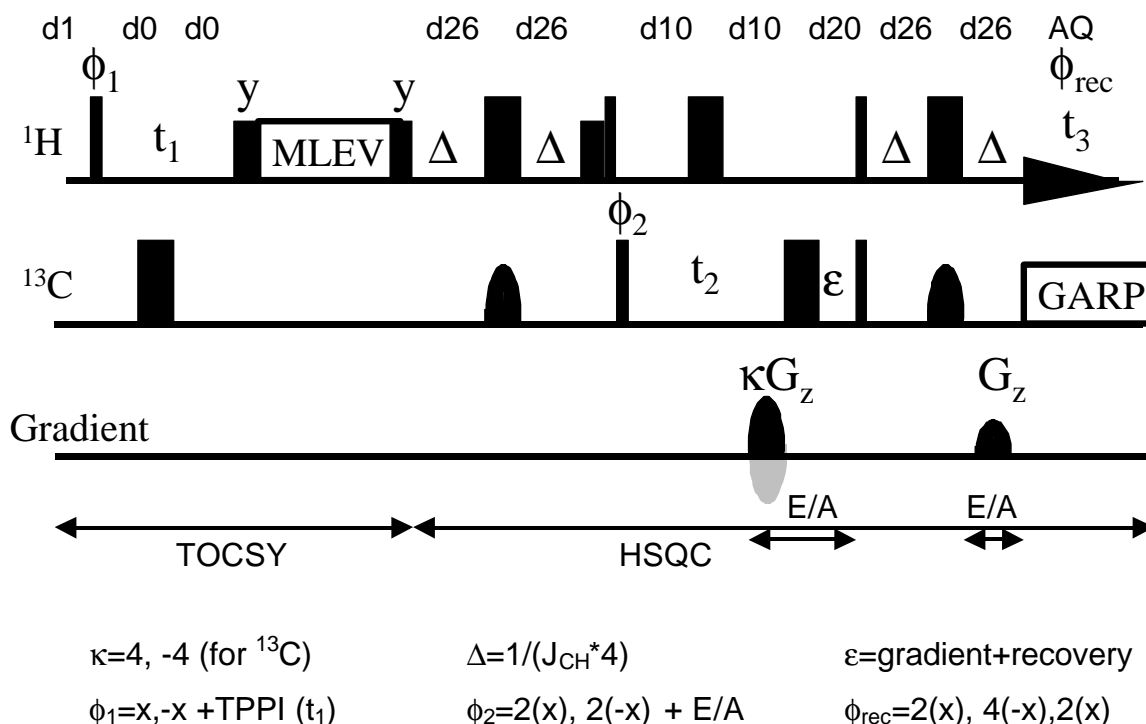 d1 d0 d0 d26 d26 d10 d10 d20 d26 d26 AQ
ϕ1 ϕrec
y y
1H t1 MLEV Δ Δ Δ Δ t3
ϕ2
13C t2 ε GARP
κGz Gz
Gradient
E/A E/A
TOCSY HSQC
κ=4, -4 (for 13C) Δ=1/(JCH*4) ε=gradient+recovery
ϕ1=x,-x +TPPI (t1) ϕ2=2(x), 2(-x) + E/A ϕrec=2(x), 4(-x),2(x)